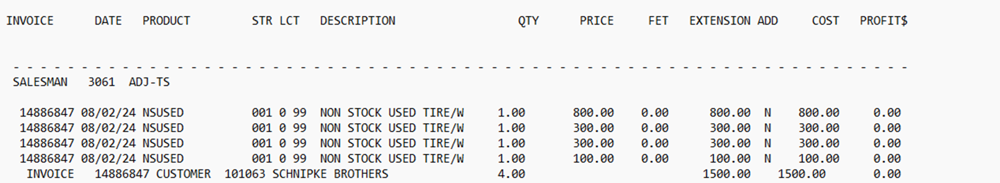 INVOICE DATE PRODUCT STR LCT DESCRIPTION QTY PRICE FET EXTENSION ADD COST PROFIT$
- - - - - - - - - - - - - - - - - - - - - - - - - - - - - - - - - - - - - - - - - - - - - - - - - - - - - - - - - - - - - - - - - -
SALESMAN 3061 ADJ-TS
14886847 08/02/24 NSUSED 001 0 99 NON STOCK USED TIRE/W 1.00 800.00 0.00 800.00 N 800.00 0.00
14886847 08/02/24 NSUSED 001 0 99 NON STOCK USED TIRE/W 1.00 300.00 0.00 300.00 N 300.00 0.00
14886847 08/02/24 NSUSED 001 0 99 NON STOCK USED TIRE/W 1.00 300.00 0.00 300.00 N 300.00 0.00
14886847 08/02/24 NSUSED 001 0 99 NON STOCK USED TIRE/W 1.00 100.00 0.00 100.00 N 100.00 0.00
INVOICE 14886847 CUSTOMER 101063 SCHNIPKE BROTHERS 4.00 1500.00 1500.00 0.00